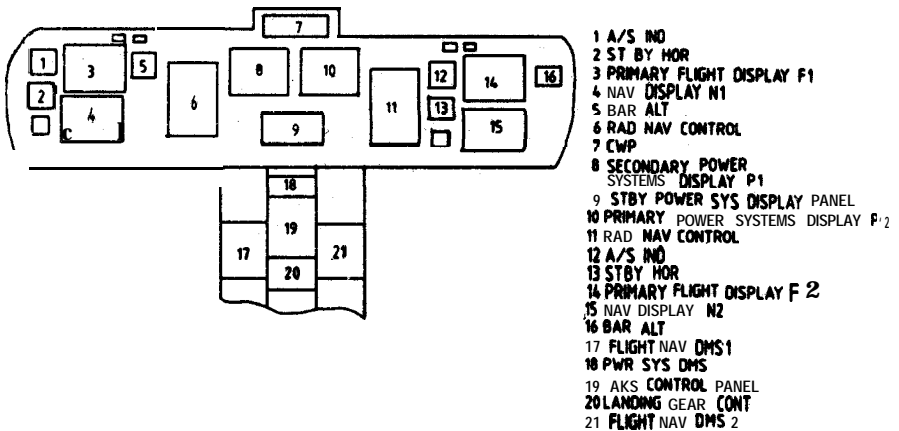 7
1
3
5
8
10
12
14
16
2
4
6
11
13
9
15
C
18
19
17
21
20
1 A/S IND
2 ST BY HOR
3 PRIMARY FLIGHT DISPLAY F1
4 NAV DISPLAY N1
5 BAR ALT
6 RAD NAV CONTROL
7 CWP
8 SECONDARY POWER
SYSTEMS DISPLAY P1
9 STBY POWER SYS DISPLAY PANEL
10 PRIMARY POWER SYSTEMS DISPLAY P2
11 RAD NAV CONTROL
12 A/S IND
13 STBY HOR
14 PRIMARY FLIGHT DISPLAY F 2
15 NAV DISPLAY N2
16 BAR ALT
17 FLIGHT NAV DMS1
18 PWR SYS DMS
19 AKS CONTROL PANEL
20 LANDING GEAR CONT
21 FLIGHT NAV DMS 2